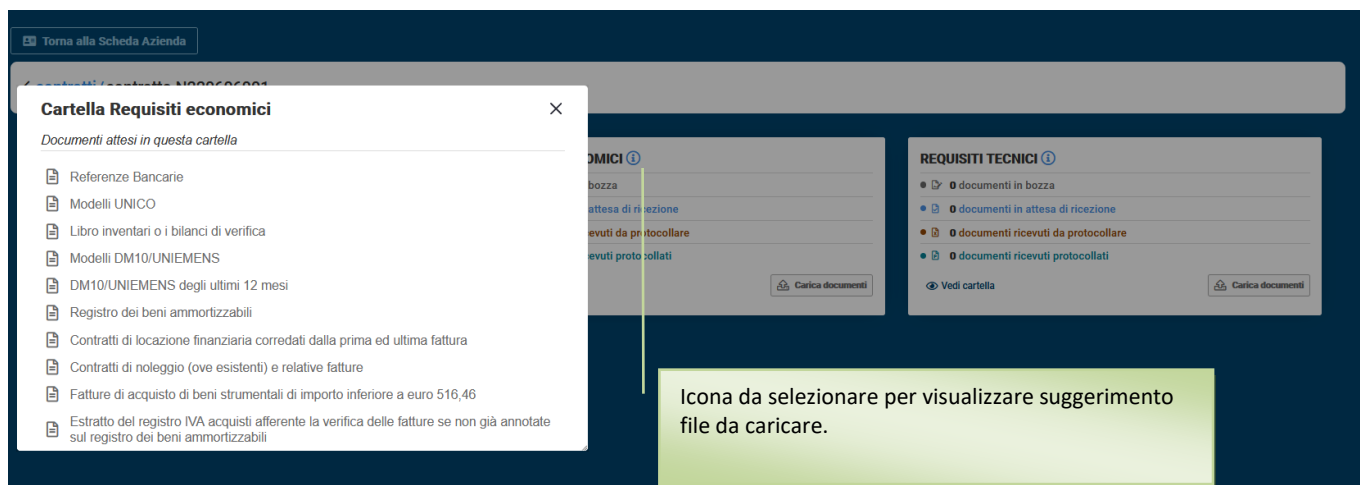 Torna alla Scheda Azienda
Cartella Requisiti economici
Documenti attesi in questa cartella
Referenze Bancarie
Modelli UNICO
Libro inventari o i bilanci di verifica
Modelli DM10/UNIEMENS
DM10/UNIEMENS degli ultimi 12 mesi
Registro dei beni ammortizzabili
Contratti di locazione finanziaria corredati dalla prima ed ultima fattura
Contratti di noleggio (ove esistenti) e relative fatture
Fatture di acquisto di beni strumentali di importo inferiore a euro 516,46
Estratto del registro IVA acquisti afferente la verifica delle fatture se non già annotate
sul registro dei beni ammortizzabili
OMICI
bozza
attesa di ricezione
evuti da protocollare
evuti protocollati
Carica documenti
REQUISITI TECNICI
0 documenti in bozza
0 documenti in attesa di ricezione
0 documenti ricevuti da protocollare
0 documenti ricevuti protocollati
Vedi cartella
Carica documenti
Icona da selezionare per visualizzare suggerimento
file da caricare.